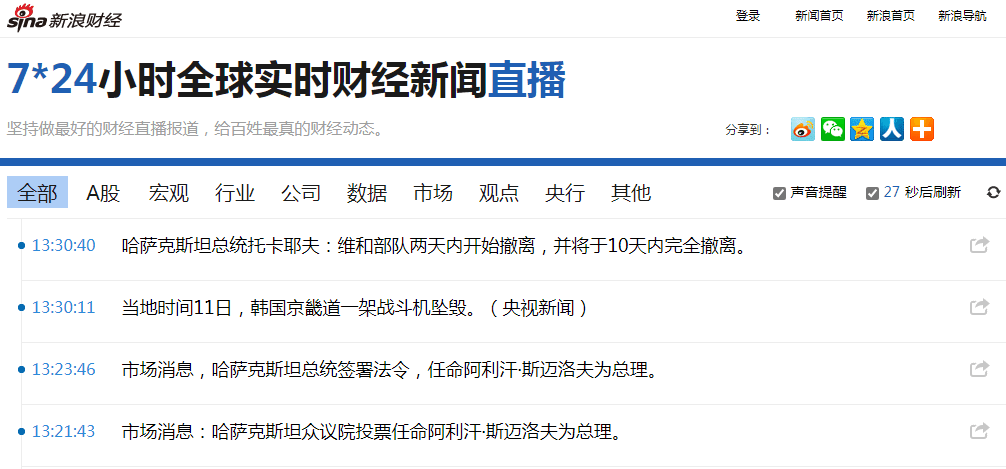 sina新浪财经
登录 新闻首页 新浪首页 新浪导航
7*24小时全球实时财经新闻直播
坚持做最好的财经直播报道，给百姓最真的财经动态。
分享到：
全部 A股 宏观 行业 公司 数据 市场 观点 央行 其他 声音提醒 27 秒后刷新
13:30:40 哈萨克斯坦总统托卡耶夫：维和部队两天内开始撤离，并将于10天内完全撤离。
13:30:11 当地时间11日，韩国京畿道一架战斗机坠毁。（央视新闻）
13:23:46 市场消息，哈萨克斯坦总统签署法令，任命阿利汗·斯迈洛夫为总理。
13:21:43 市场消息：哈萨克斯坦众议院投票任命阿利汗·斯迈洛夫为总理。